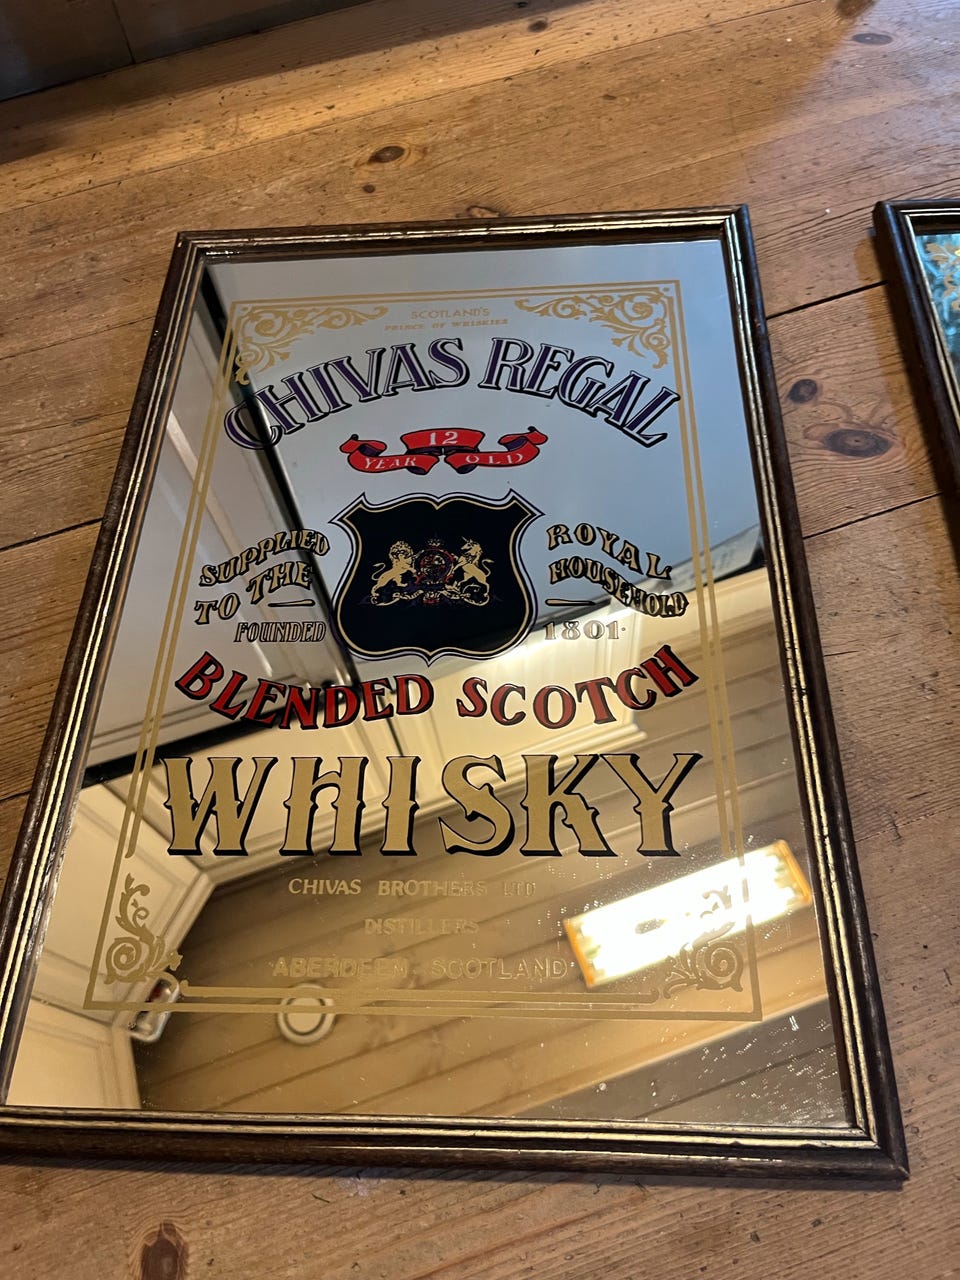 SCOTLAND'S
PRINCE OF WHISKIES
CHIVAS REGAL
12
YEAR OLD
SUPPLIED
TO THE
ROYAL
HOUSEHOLD
FOUNDED
1801
BLENDED SCOTCH
WHISKY
CHIVAS BROTHERS LTD
DISTILLERS
ABERDEEN SCOTLAND